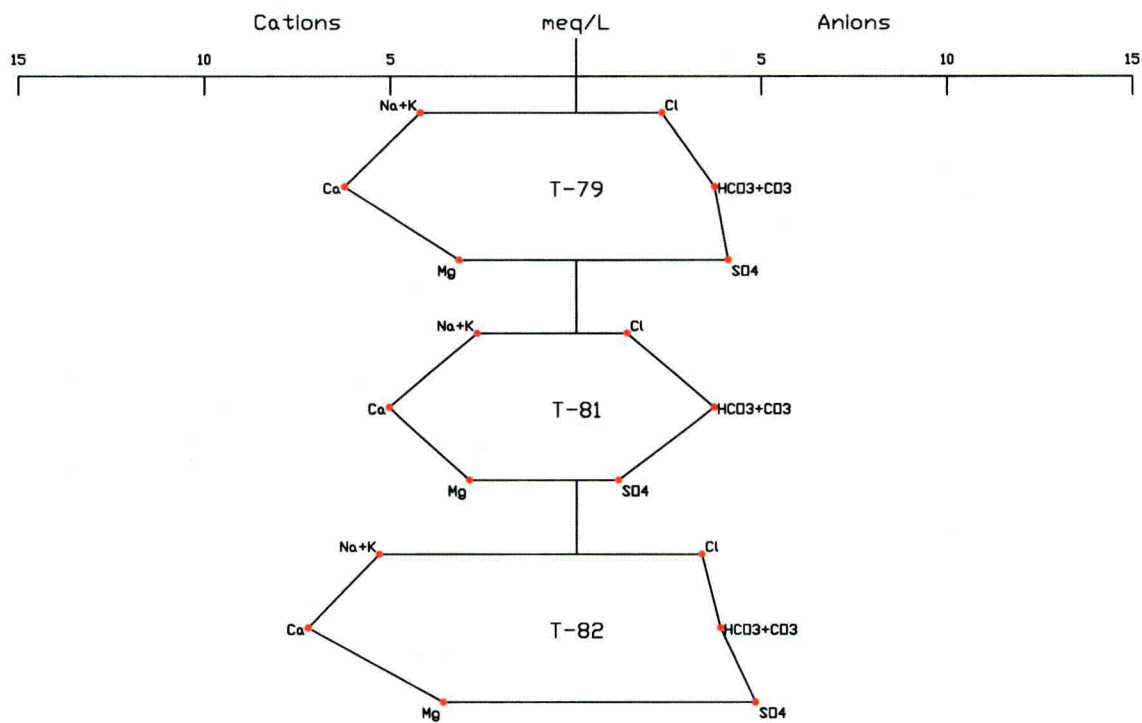 Cations meq/L Anions
15 10 5 5 10 15
Na+K Cl
Ca T-79 HCO3+CO3
Mg SO4
Na+K Cl
Ca T-81 HCO3+CO3
Mg SO4
Na+K Cl
Ca T-82 HCO3+CO3
Mg SO4